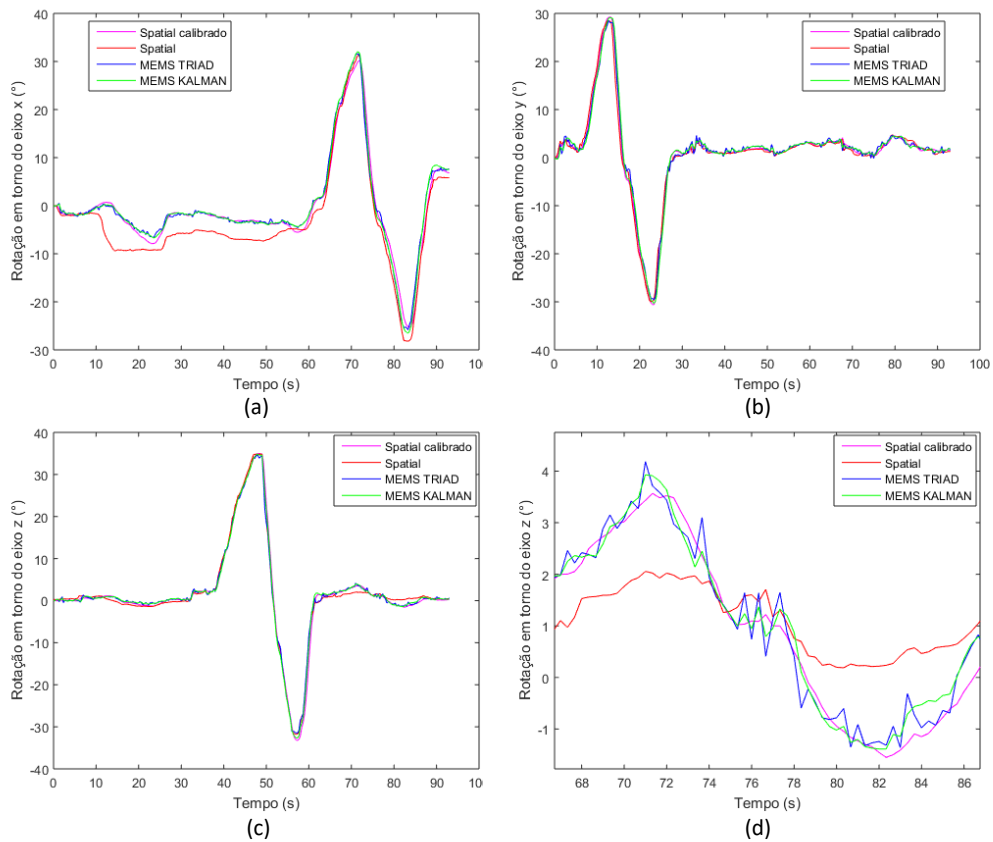 Spatial calibrado
Spatial
MEMS TRIAD
MEMS KALMAN
40
30
20
10
0
-10
-20
-30
Rotação em torno do eixo x (°)
0 10 20 30 40 50 60 70 80 90 100
Tempo (s)
(a)
Spatial calibrado
Spatial
MEMS TRIAD
MEMS KALMAN
30
20
10
0
-10
-20
-30
-40
Rotação em torno do eixo y (°)
0 10 20 30 40 50 60 70 80 90 100
Tempo (s)
(b)
Spatial calibrado
Spatial
MEMS TRIAD
MEMS KALMAN
40
30
20
10
0
-10
-20
-30
-40
Rotação em torno do eixo z (°)
0 10 20 30 40 50 60 70 80 90 100
Tempo (s)
(c)
Spatial calibrado
Spatial
MEMS TRIAD
MEMS KALMAN
4
3
2
1
0
-1
Rotação em torno do eixo z (°)
68 70 72 74 76 78 80 82 84 86
Tempo (s)
(d)